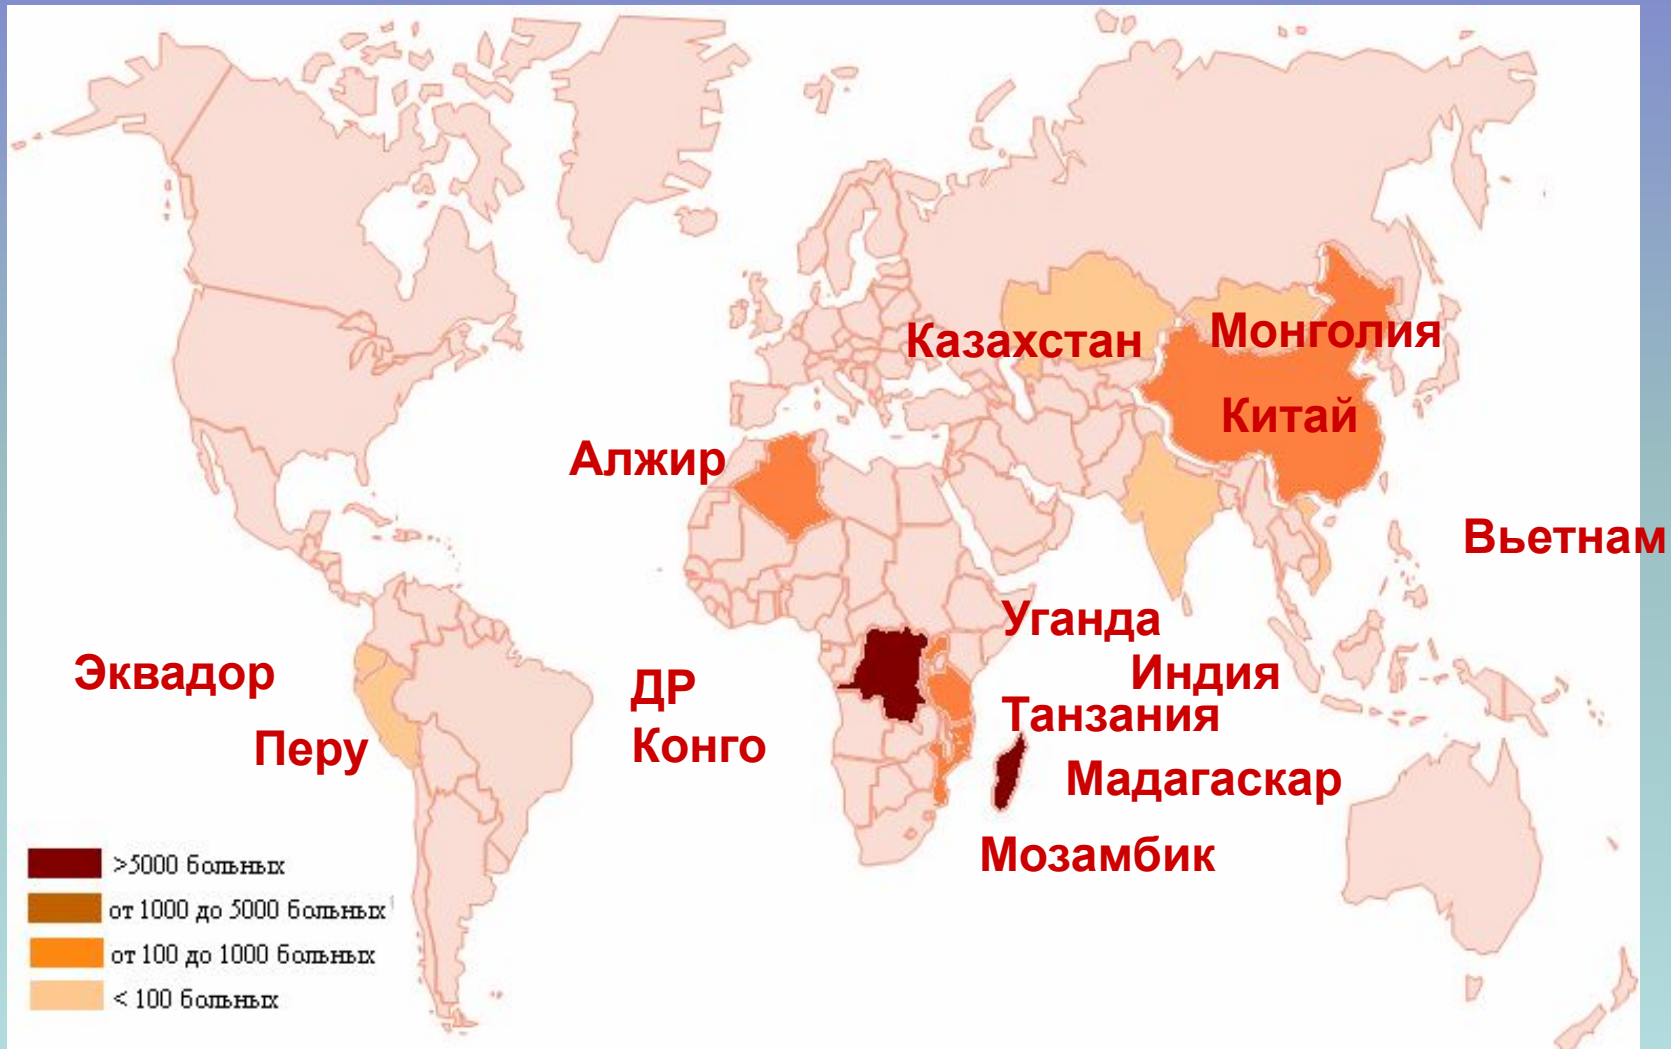 Казахстан
Монголия
Китай
Алжир
Вьетнам
Уганда
Эквадор
ДР
Конго
Индия
Танзания
Перу
Мадагаскар
Мозамбик
>5000 больных
от 1000 до 5000 больных
от 100 до 1000 больных
< 100 больных